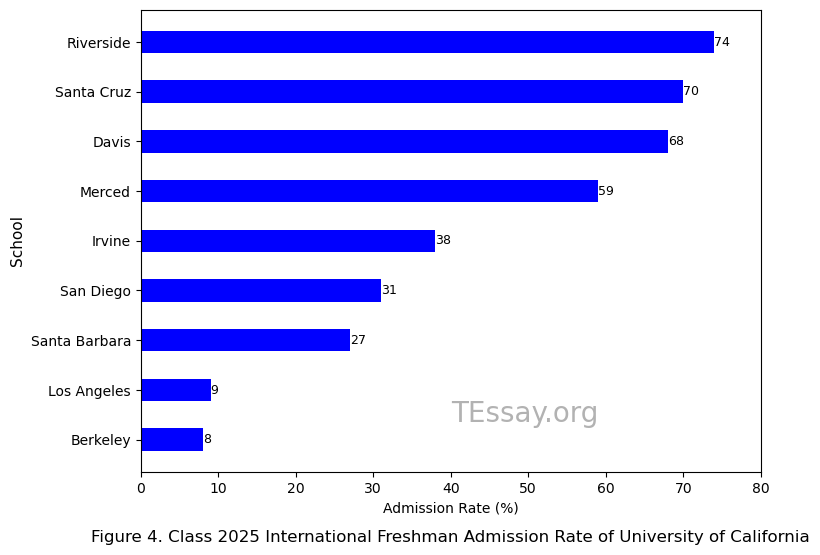 Riverside 74
Santa Cruz 70
Davis 68
Merced 59
Irvine 38
San Diego 31
Santa Barbara 27
Los Angeles 9
Berkeley 8
School
TEssay.org
0 10 20 30 40 50 60 70 80
Admission Rate (%)
Figure 4. Class 2025 International Freshman Admission Rate of University of California